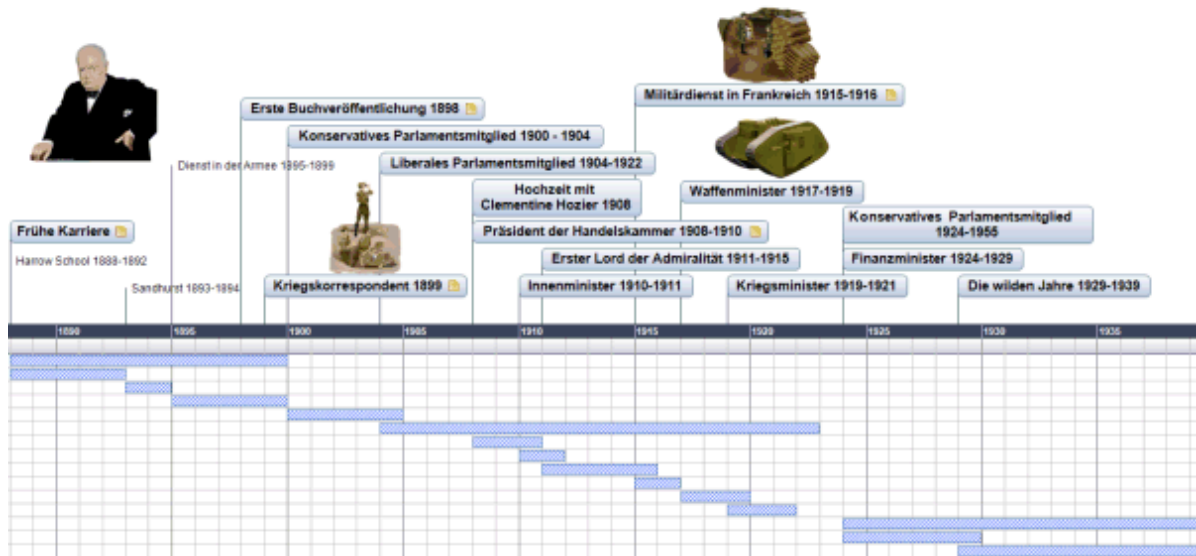 Militärdienst in Frankreich 1915-1916
Erste Buchveröffentlichung 1898
Konservatives Parlamentsmitglied 1900 - 1904
Dienst in der Armee 1895-1899
Liberales Parlamentsmitglied 1904-1922
Hochzeit mit
Clementine Hozier 1908
Waffenminister 1917-1919
Konservatives Parlamentsmitglied
1924-1955
Frühe Karriere
Präsident der Handelskammer 1908-1910
Harrow School 1888-1892
Erster Lord der Admiralität 1911-1915
Finanzminister 1924-1929
Sandhurst 1893-1894
Kriegskorrespondent 1899
Innenminister 1910-1911
Kriegsminister 1919-1921
Die wilden Jahre 1929-1939
1890 1895 1900 1905 1910 1915 1920 1925 1930 1935